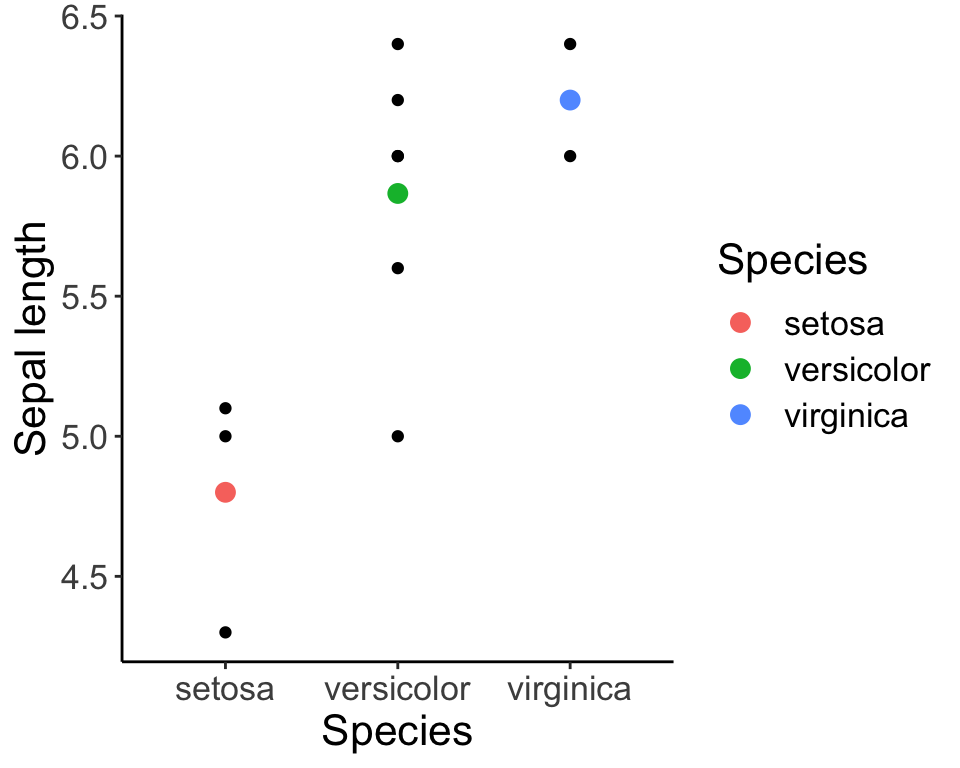 6.5
6.0
5.5
5.0
4.5
Sepal length
setosa
versicolor
virginica
Species
Species
setosa
versicolor
virginica